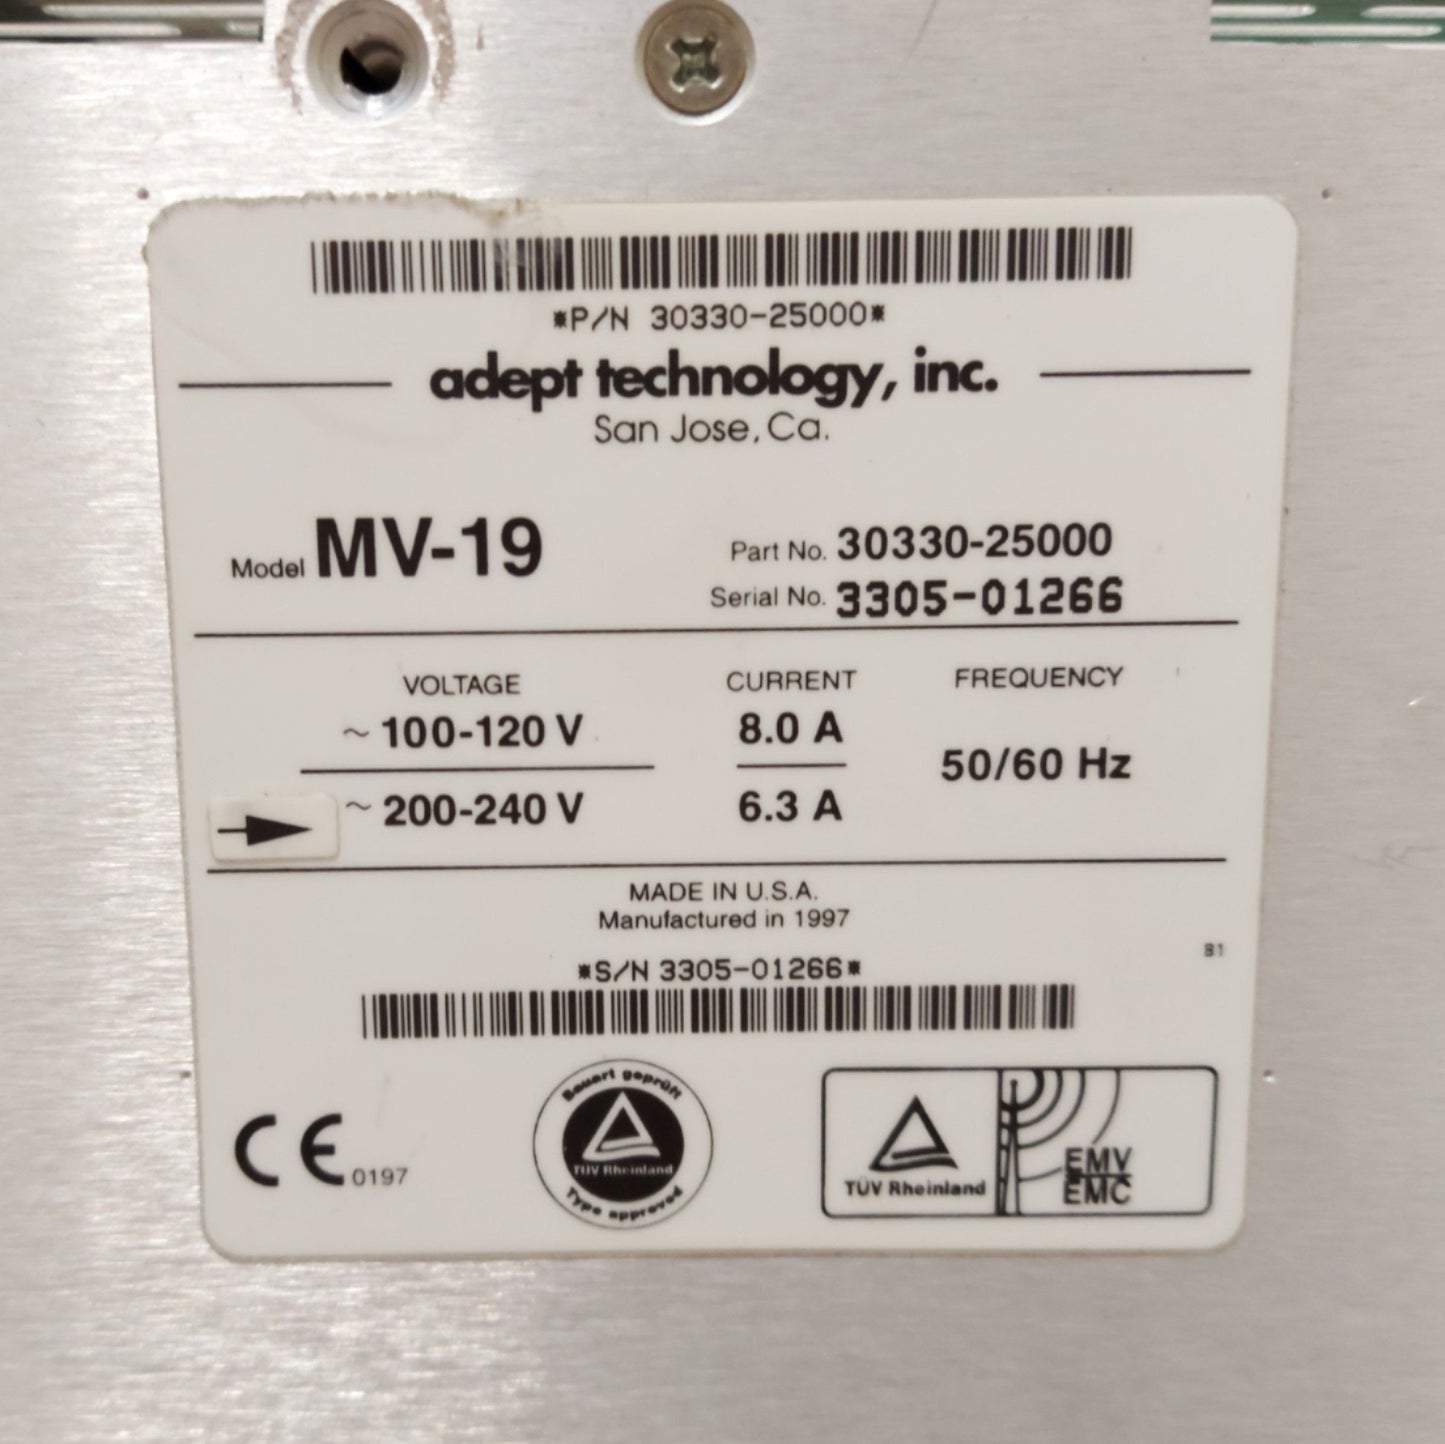 *P/N 30330-25000*
adept technology, inc.
San Jose, Ca.
Model MV-19
Part No. 30330-25000
Serial No. 3305-01266
VOLTAGE CURRENT FREQUENCY
~ 100-120 V 8.0 A
50/60 Hz
~ 200-240 V 6.3 A
MADE IN U.S.A.
Manufactured in 1997
B1
*S/N 3305-01266*
CE 0197
Bauart geprüft
TÜV Rheinland
Type approved
TÜV Rheinland
EMV
EMC